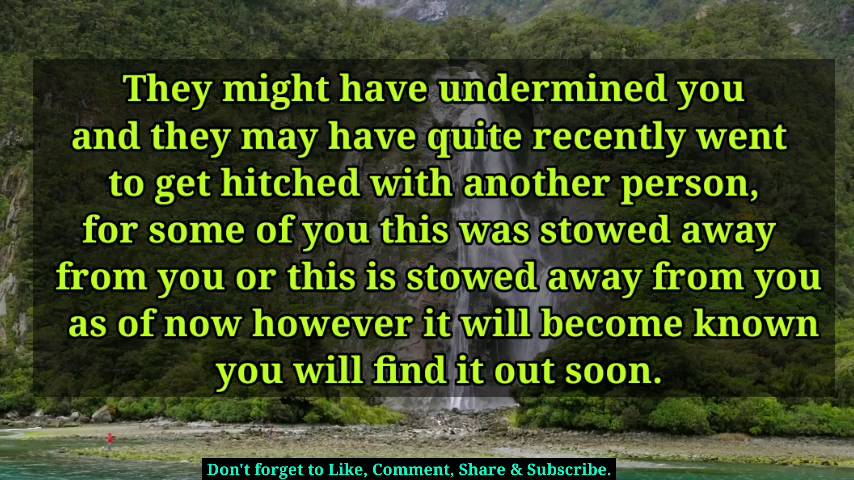 They might have undermined you
and they may have quite recently went
to get hitched with another person,
for some of you this was stowed away
from you or this is stowed away from you
as of now however it will become known
you will find it out soon.
Don't forget to Like, Comment, Share & Subscribe.